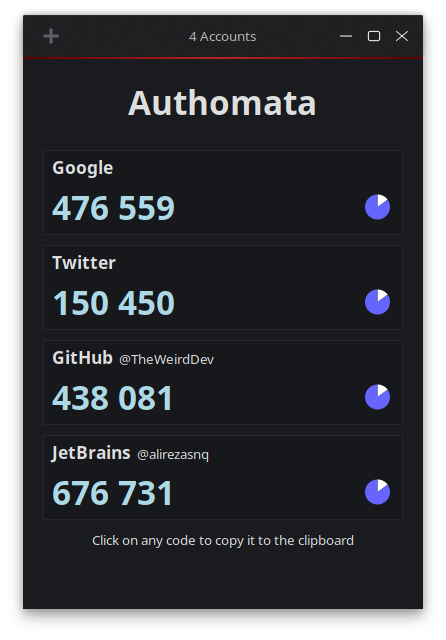 4 Accounts
Authomata
Google
476 559
Twitter
150 450
GitHub @TheWeirdDev
438 081
JetBrains @alirezasnq
676 731
Click on any code to copy it to the clipboard